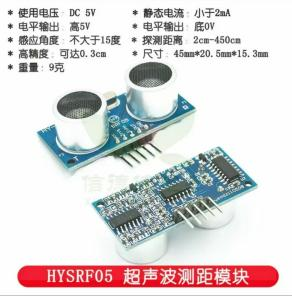 * 使用电压：DC 5V * 静态电流：小于2mA
* 电平输出：高5V * 电平输出：底0V
* 感应角度：不大于15度 * 探测距离：2cm-450cm
* 高精度：可达0.3cm * 尺寸：45mm*20.5mm*15.3mm
* 重量：9克
HYSRF05 超声波测距模块